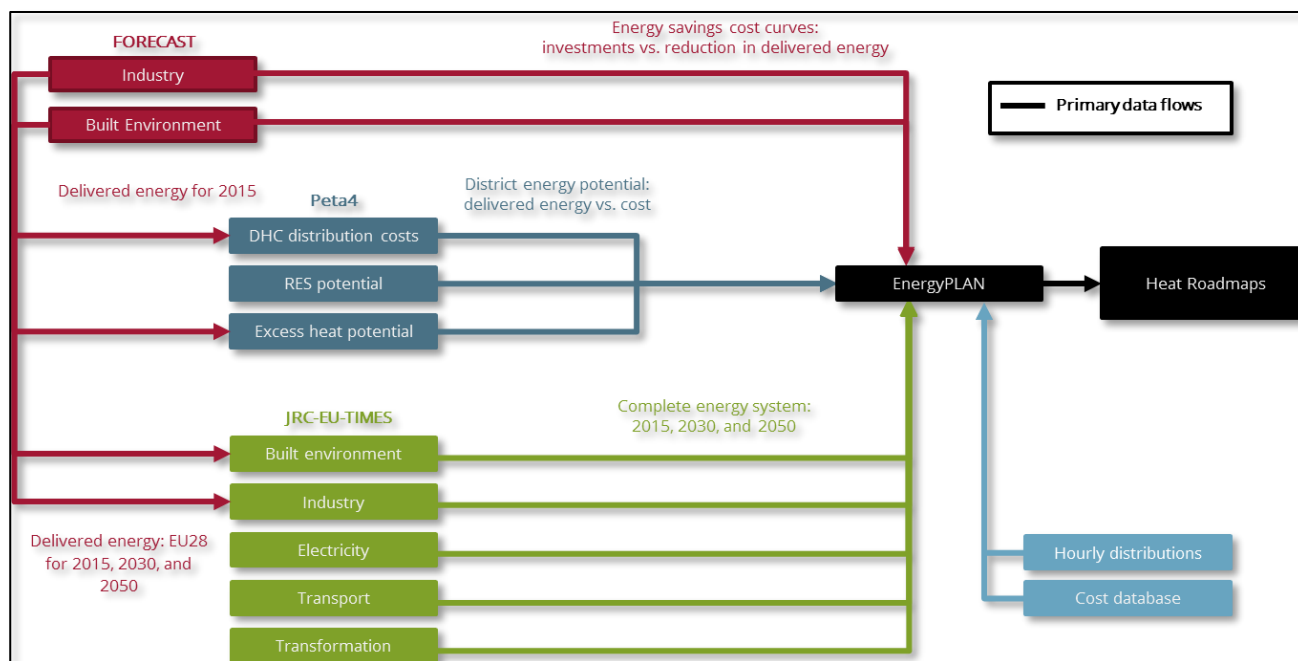 FORECAST
Industry
Built Environment
Energy savings cost curves:
investments vs. reduction in delivered energy
Primary data flows
Delivered energy for 2015
Peta4
DHC distribution costs
RES potential
Excess heat potential
District energy potential:
delivered energy vs. cost
EnergyPLAN
Heat Roadmaps
JRC-EU-TIMES
Built environment
Industry
Electricity
Transport
Transformation
Complete energy system:
2015, 2030, and 2050
Delivered energy: EU28
for 2015, 2030, and
2050
Hourly distributions
Cost database